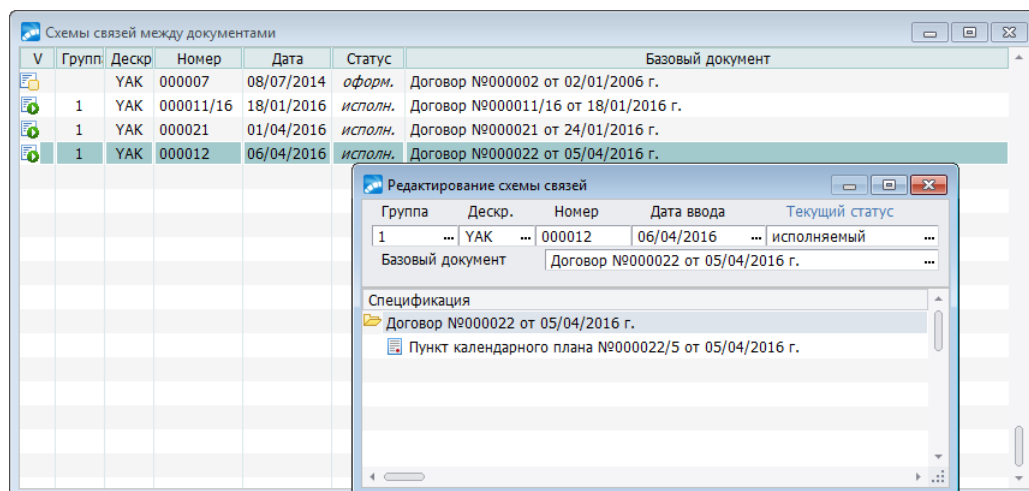 Схемы связей между документами
V Групп Дескр Номер Дата Статус Базовый документ
YAK 000007 08/07/2014 оформ. Договор №000002 от 02/01/2006 г.
1 YAK 000011/16 18/01/2016 исполн. Договор №000011/16 от 18/01/2016 г.
1 YAK 000021 01/04/2016 исполн. Договор №000021 от 24/01/2016 г.
1 YAK 000012 06/04/2016 исполн. Договор №000022 от 05/04/2016 г.
Редактирование схемы связей
Группа Дескр. Номер Дата ввода Текущий статус
1 ... YAK ... 000012 06/04/2016 ... исполняемый ...
Базовый документ Договор №000022 от 05/04/2016 г. ...
Спецификация
Договор №000022 от 05/04/2016 г.
Пункт календарного плана №000022/5 от 05/04/2016 г.